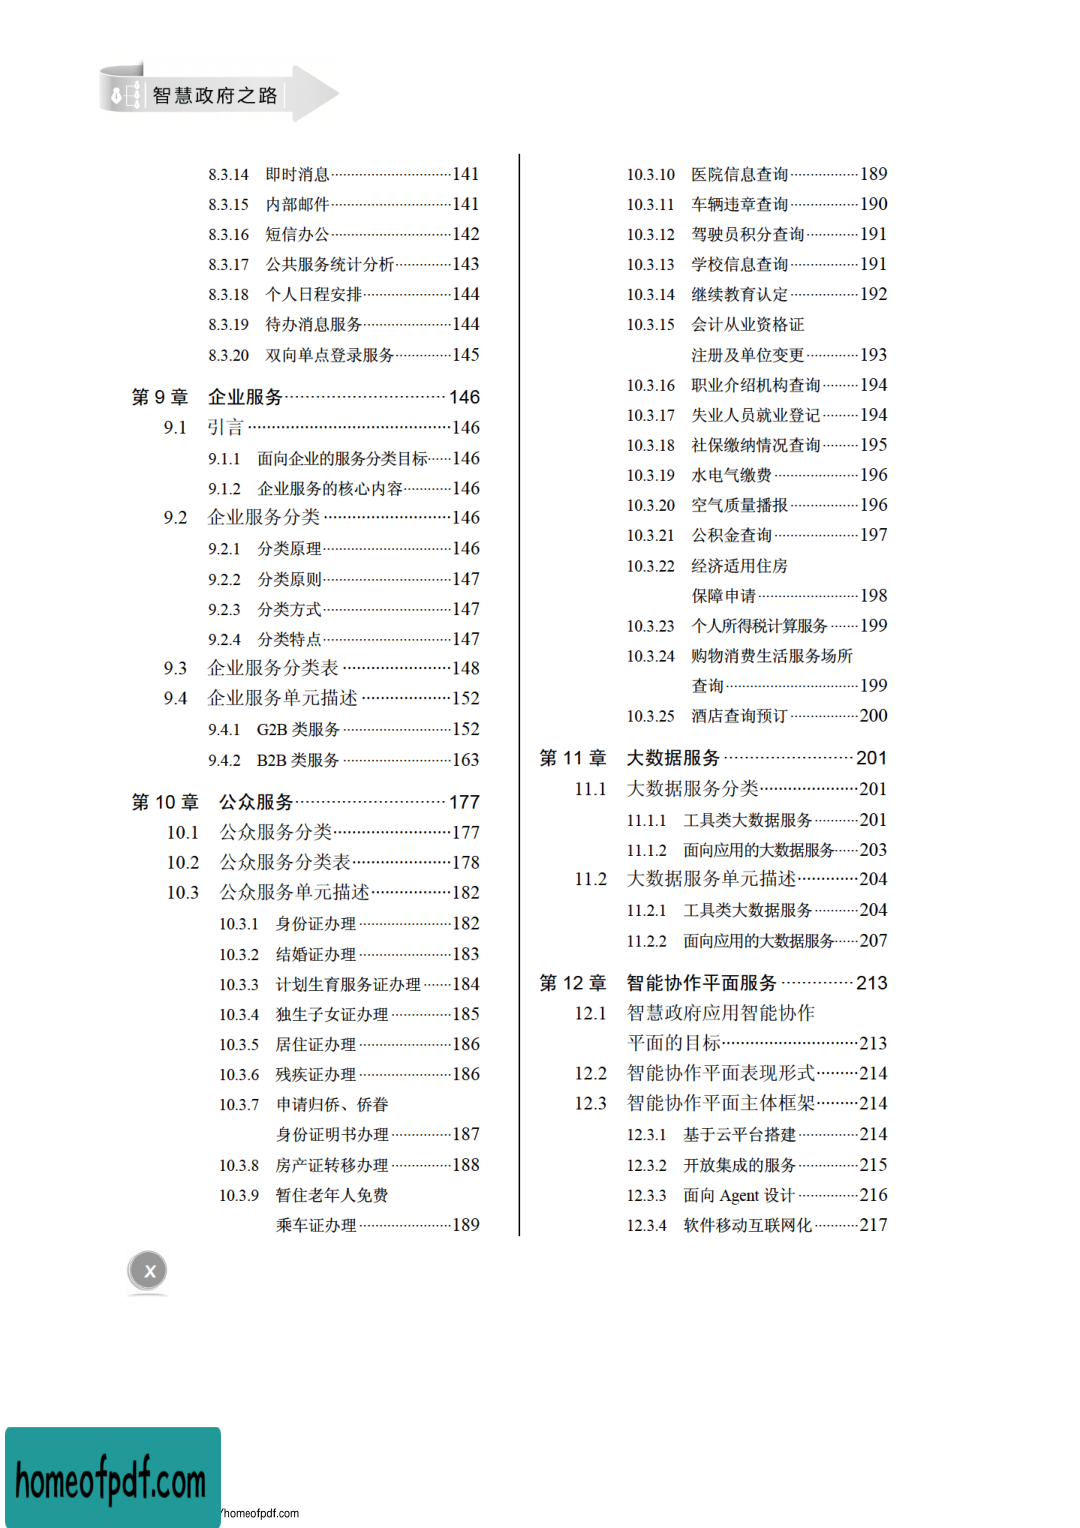 智慧政府之路
8.3.14 即时消息……………………141
8.3.15 内部邮件……………………141
8.3.16 短信办公……………………142
8.3.17 公共服务统计分析…………143
8.3.18 个人日程安排………………144
8.3.19 待办消息服务………………144
8.3.20 双向单点登录服务…………145
第 9 章 企业服务…………………………146
9.1 引言……………………………………146
9.1.1 面向企业的服务分类目标……146
9.1.2 企业服务的核心内容…………146
9.2 企业服务分类………………………146
9.2.1 分类原理………………………146
9.2.2 分类原则………………………147
9.2.3 分类方式………………………147
9.2.4 分类特点………………………147
9.3 企业服务分类表……………………148
9.4 企业服务单元描述…………………152
9.4.1 G2B 类服务……………………152
9.4.2 B2B 类服务……………………163
第 10 章 公众服务…………………………177
10.1 公众服务分类………………………177
10.2 公众服务分类表……………………178
10.3 公众服务单元描述…………………182
10.3.1 身份证办理……………………182
10.3.2 结婚证办理……………………183
10.3.3 计划生育服务证办理…………184
10.3.4 独生子女证办理………………185
10.3.5 居住证办理……………………186
10.3.6 残疾证办理……………………186
10.3.7 申请归侨、侨眷
身份证明书办理……………187
10.3.8 房产证转移办理………………188
10.3.9 暂住老年人免费
乘车证办理……………………189
10.3.10 医院信息查询………………189
10.3.11 车辆违章查询………………190
10.3.12 驾驶员积分查询……………191
10.3.13 学校信息查询………………191
10.3.14 继续教育认定………………192
10.3.15 会计从业资格证
注册及单位变更……………193
10.3.16 职业介绍机构查询…………194
10.3.17 失业人员就业登记…………194
10.3.18 社保缴纳情况查询…………195
10.3.19 水电气缴费…………………196
10.3.20 空气质量播报………………196
10.3.21 公积金查询…………………197
10.3.22 经济适用住房
保障申请……………………198
10.3.23 个人所得税计算服务………199
10.3.24 购物消费生活服务场所
查询…………………………199
10.3.25 酒店查询预订………………200
第 11 章 大数据服务………………………201
11.1 大数据服务分类……………………201
11.1.1 工具类大数据服务…………201
11.1.2 面向应用的大数据服务……203
11.2 大数据服务单元描述………………204
11.2.1 工具类大数据服务…………204
11.2.2 面向应用的大数据服务……207
第 12 章 智能协作平面服务………………213
12.1 智慧政府应用智能协作
平面的目标…………………………213
12.2 智能协作平面表现形式……………214
12.3 智能协作平面主体框架……………214
12.3.1 基于云平台搭建……………214
12.3.2 开放集成的服务……………215
12.3.3 面向 Agent 设计……………216
12.3.4 软件移动互联网化…………217
X
homeofpdf.com
/homeofpdf.com